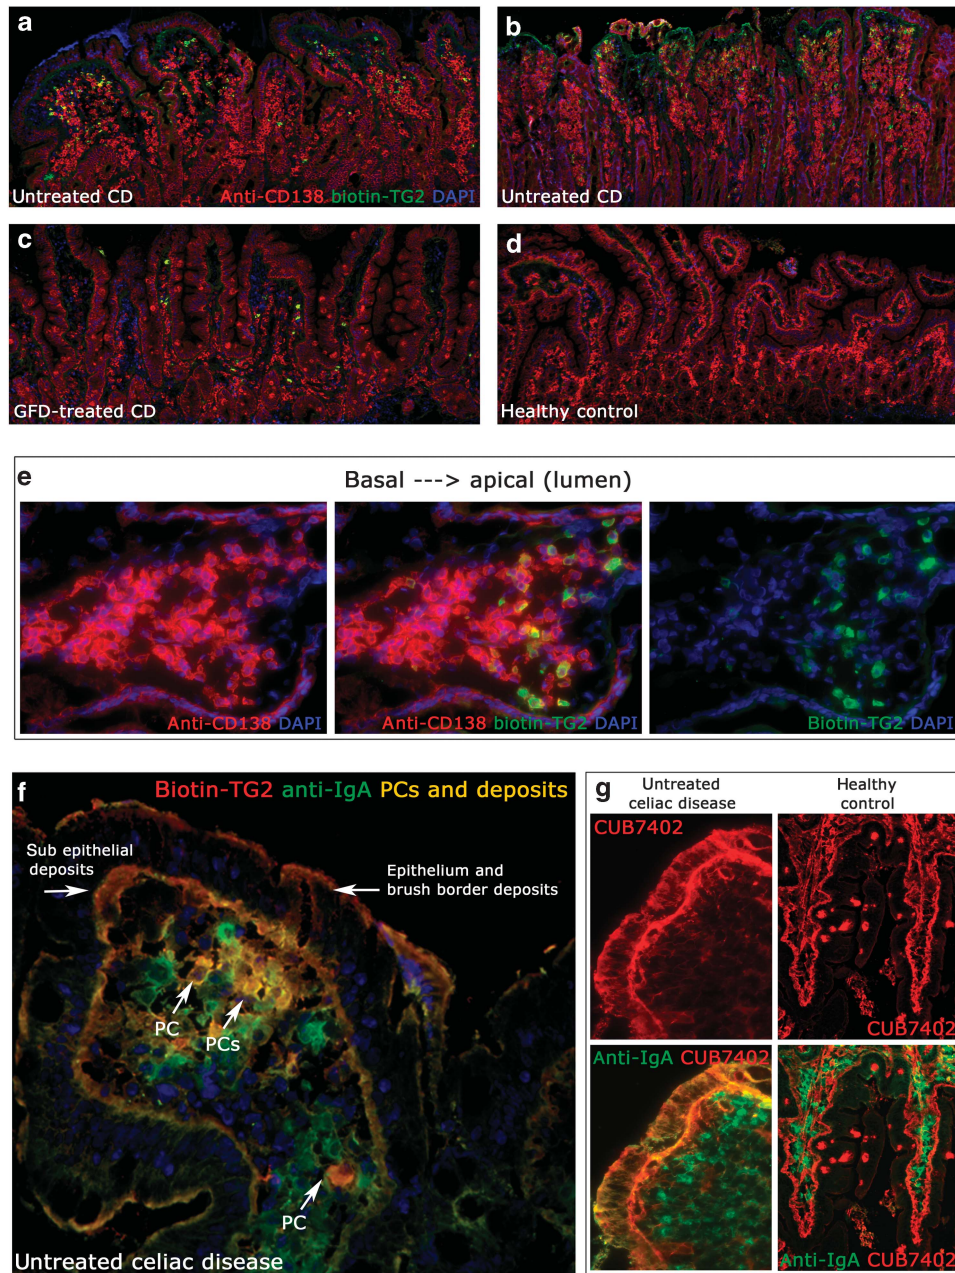 a
Untreated CD
Anti-CD138 biotin-TG2 DAPI
b
Untreated CD
c
GFD-treated CD
d
Healthy control
e
Basal ---> apical (lumen)
Anti-CD138 DAPI
Anti-CD138 biotin-TG2 DAPI
Biotin-TG2 DAPI
f
Biotin-TG2 anti-IgA PCs and deposits
Sub epithelial
deposits
Epithelium and
brush border deposits
PC
PCs
PC
Untreated celiac disease
g
Untreated
celiac disease
Healthy
control
CUB7402
CUB7402
Anti-IgA CUB7402
Anti-IgA CUB7402